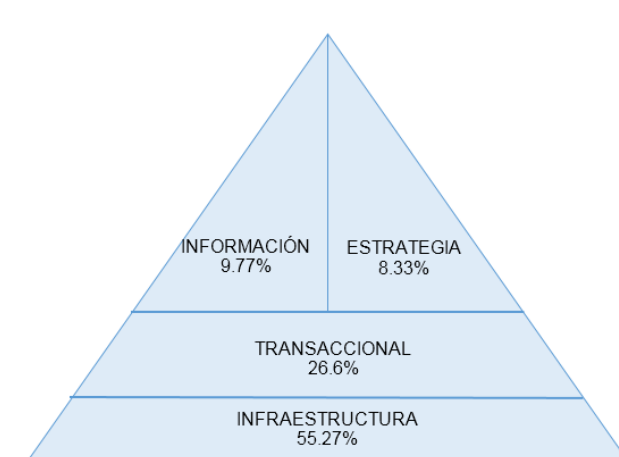 INFORMACIÓN
9.77%
ESTRATEGIA
8.33%
TRANSACCIONAL
26.6%
INFRAESTRUCTURA
55.27%